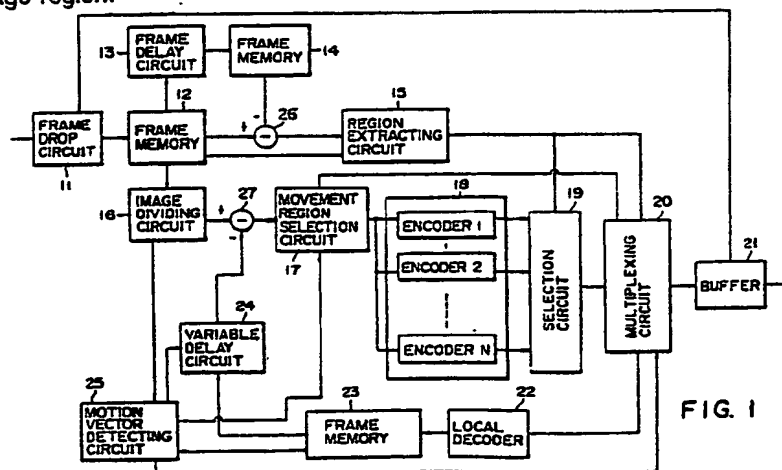 age region.
13
FRAME
DELAY
CIRCUIT
FRAME
MEMORY
14
12
15
FRAME
DROP
CIRCUIT
11
FRAME
MEMORY
+
-
26
REGION
EXTRACTING
CIRCUIT
16
IMAGE
DIVIDING
CIRCUIT
+
-
27
MOVEMENT
REGION
SELECTION
CIRCUIT
17
18
ENCODER 1
ENCODER 2
ENCODER N
19
SELECTION
CIRCUIT
20
MULTIPLEXING
CIRCUIT
21
BUFFER
24
VARIABLE
DELAY
CIRCUIT
25
MOTION
VECTOR
DETECTING
CIRCUIT
23
FRAME
MEMORY
22
LOCAL
DECODER
FIG. 1